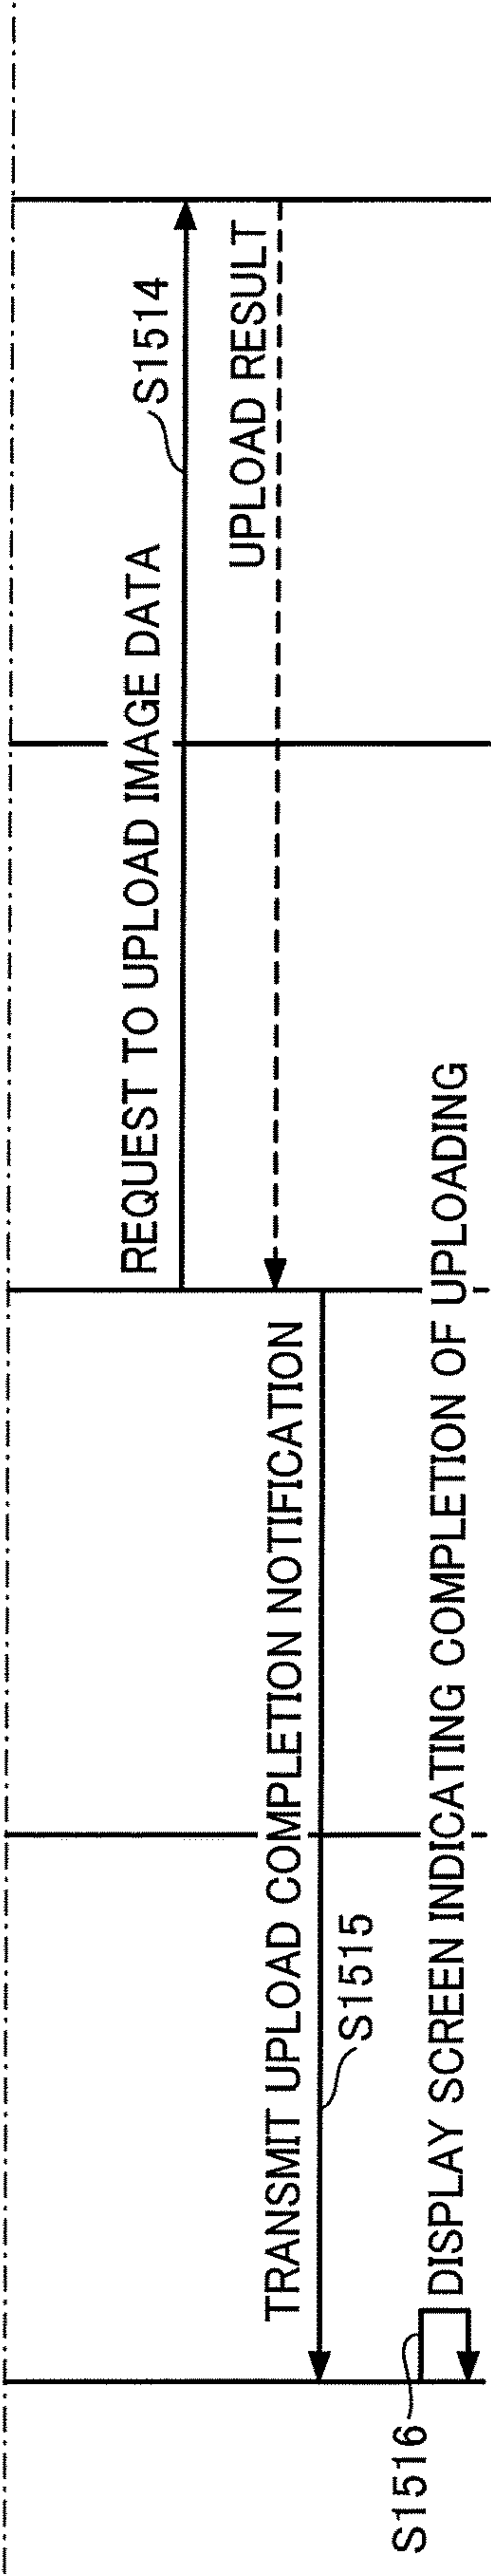 REQUEST TO UPLOAD IMAGE DATA
S1514
UPLOAD RESULT
TRANSMIT UPLOAD COMPLETION NOTIFICATION
S1515
S1516
DISPLAY SCREEN INDICATING COMPLETION OF UPLOADING